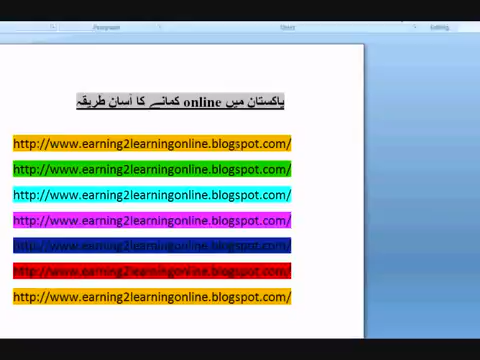 Paragraph
Styles
Editing
پاکستان میں online کمانے کا آسان طریقہ
http://www.earning2learningonline.blogspot.com/
http://www.earning2learningonline.blogspot.com/
http://www.earning2learningonline.blogspot.com/
http://www.earning2learningonline.blogspot.com/
http://www.earning2learningonline.blogspot.com/
http://www.earning2learningonline.blogspot.com/
http://www.earning2learningonline.blogspot.com/